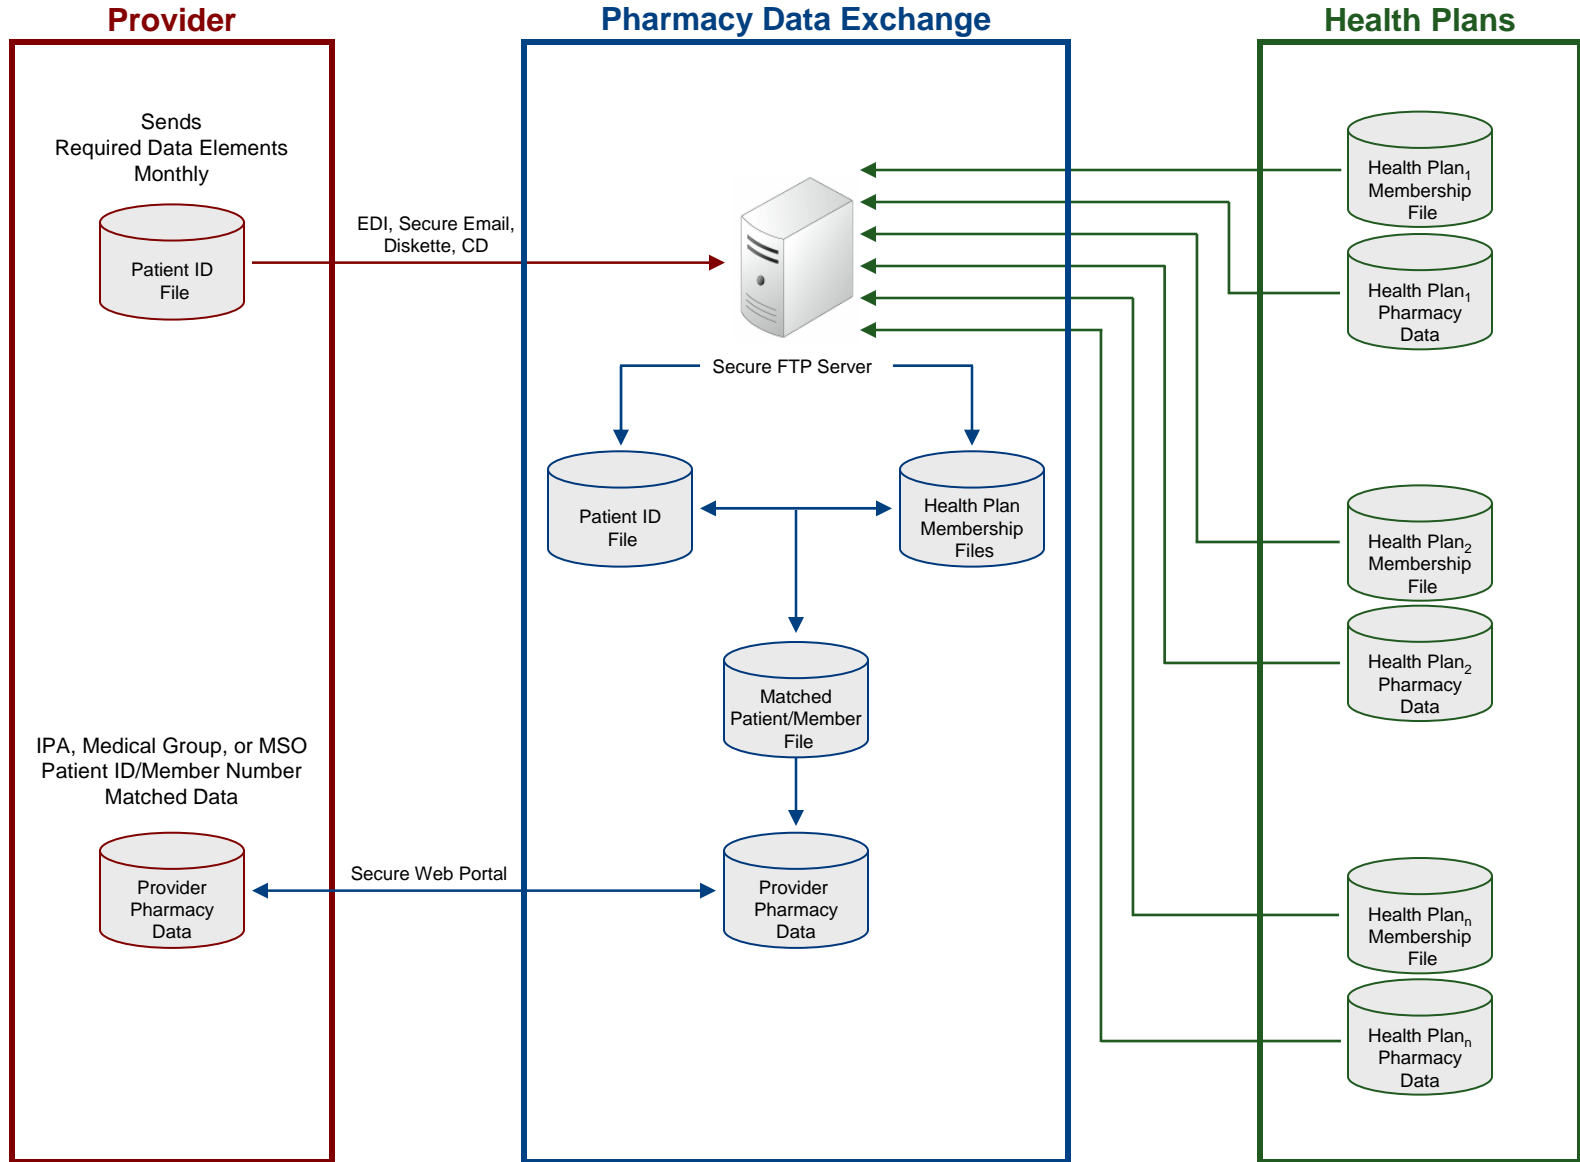 Provider
Pharmacy Data Exchange
Health Plans
Sends
Required Data Elements
Monthly
Patient ID
File
EDI, Secure Email,
Diskette, CD
Secure FTP Server
Patient ID
File
Health Plan
Membership
Files
Matched
Patient/Member
File
IPA, Medical Group, or MSO
Patient ID/Member Number
Matched Data
Provider
Pharmacy
Data
Secure Web Portal
Provider
Pharmacy
Data
Health Plan1
Membership
File
Health Plan1
Pharmacy
Data
Health Plan2
Membership
File
Health Plan2
Pharmacy
Data
Health Plann
Membership
File
Health Plann
Pharmacy
Data